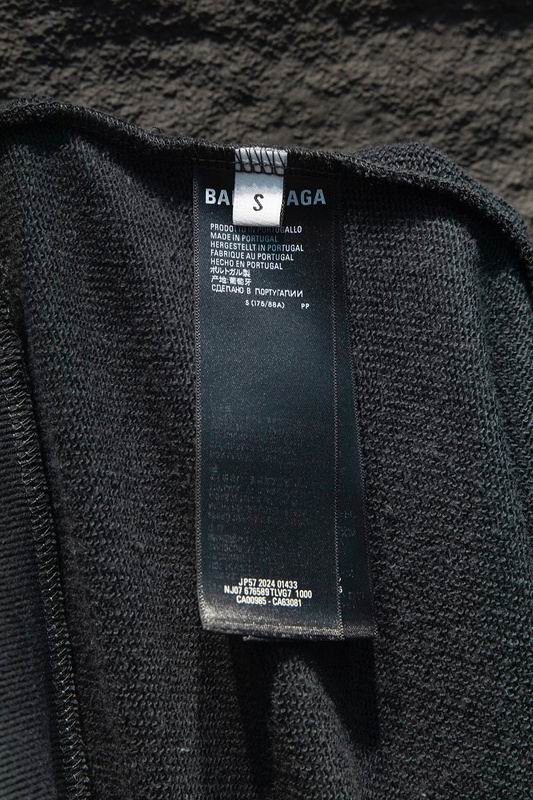 S
PRODOTTO IN PORTOGALLO
MADE IN PORTUGAL
HERGESTELLT IN PORTUGAL
FABRIQUE AU PORTUGAL
HECHO EN PORTUGAL
ポルトガル製
产地:葡萄牙
СДЕЛАНО В ПОРТУГАЛИИ
S (175/88A) PP
JP57 2024 01433
NJ07 676589 TLVG7 1000
CA00985 - CA63081